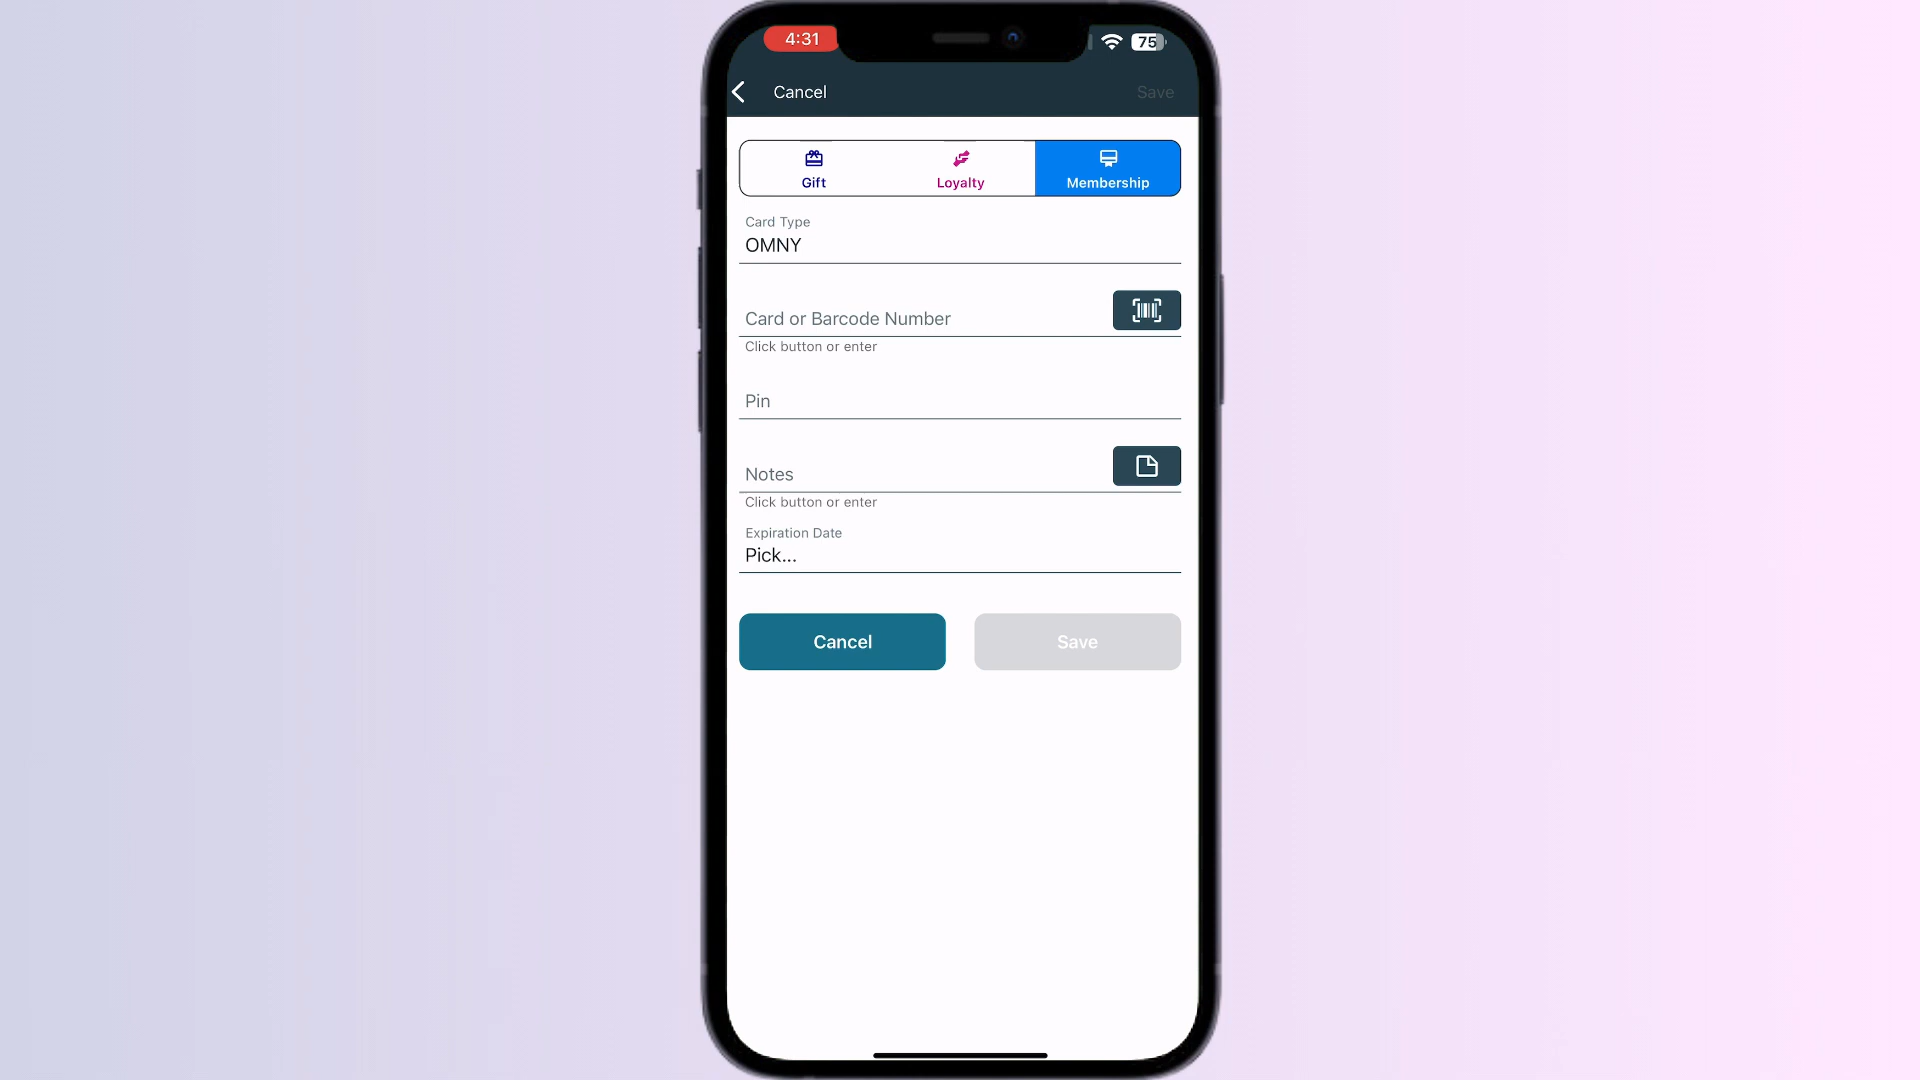 4:31
75
Cancel
Save
Gift
Loyalty
Membership
Card Type
OMNY
Card or Barcode Number
Click button or enter
Pin
Notes
Click button or enter
Expiration Date
Pick...
Cancel
Save